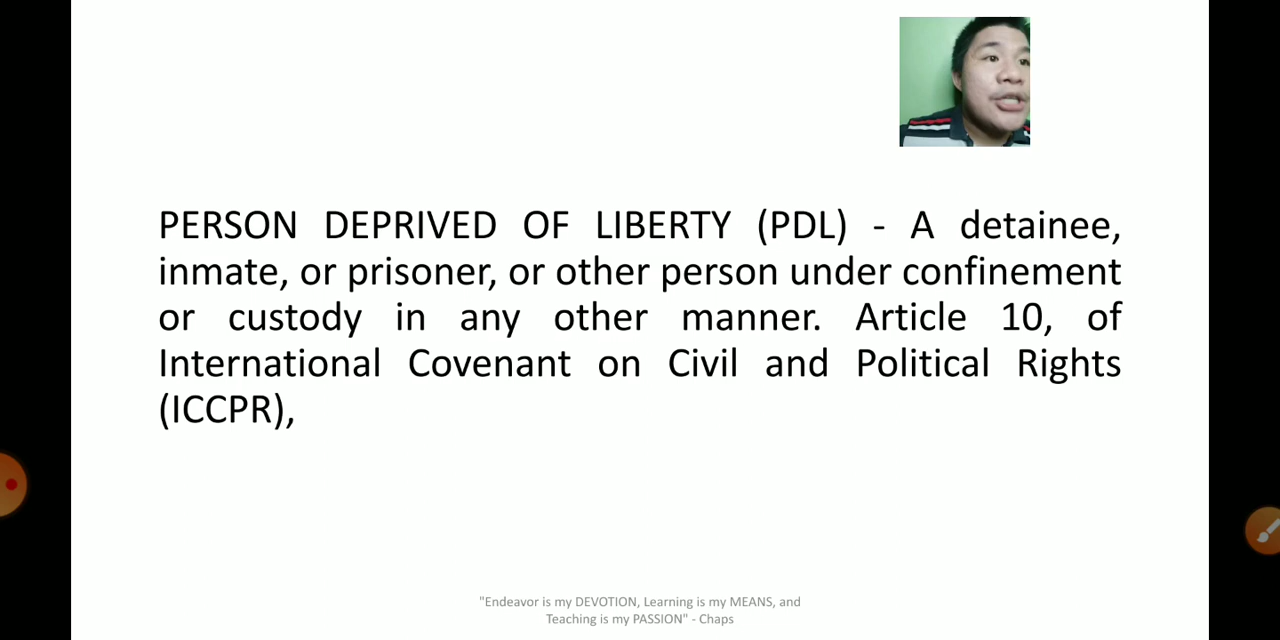 PERSON DEPRIVED OF LIBERTY (PDL) - A detainee,
inmate, or prisoner, or other person under confinement
or custody in any other manner. Article 10, of
International Covenant on Civil and Political Rights
(ICCPR),
"Endeavor is my DEVOTION, Learning is my MEANS, and
Teaching is my PASSION" - Chaps